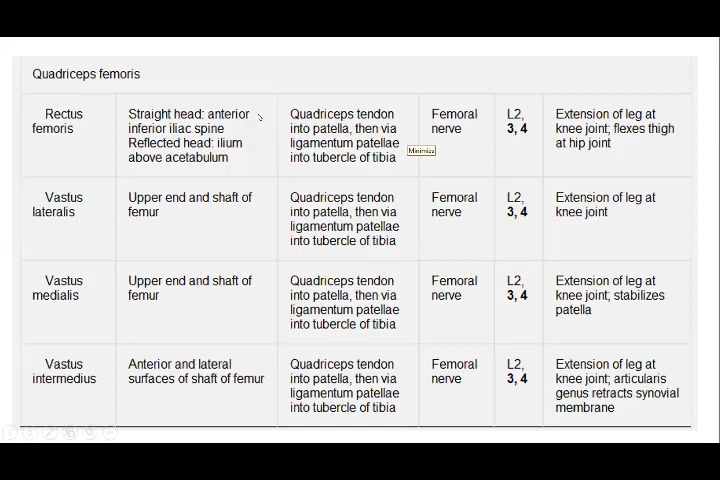 Quadriceps femoris
Rectus femoris
Straight head: anterior
inferior iliac spine
Reflected head: ilium
above acetabulum
Quadriceps tendon
into patella, then via
ligamentum patellae
into tubercle of tibia
Femoral
nerve
L2,
3, 4
Extension of leg at
knee joint; flexes thigh
at hip joint
Minimize
Vastus
lateralis
Upper end and shaft of
femur
Quadriceps tendon
into patella, then via
ligamentum patellae
into tubercle of tibia
Femoral
nerve
L2,
3, 4
Extension of leg at
knee joint
Vastus
medialis
Upper end and shaft of
femur
Quadriceps tendon
into patella, then via
ligamentum patellae
into tubercle of tibia
Femoral
nerve
L2,
3, 4
Extension of leg at
knee joint; stabilizes
patella
Vastus
intermedius
Anterior and lateral
surfaces of shaft of femur
Quadriceps tendon
into patella, then via
ligamentum patellae
into tubercle of tibia
Femoral
nerve
L2,
3, 4
Extension of leg at
knee joint; articularis
genus retracts synovial
membrane